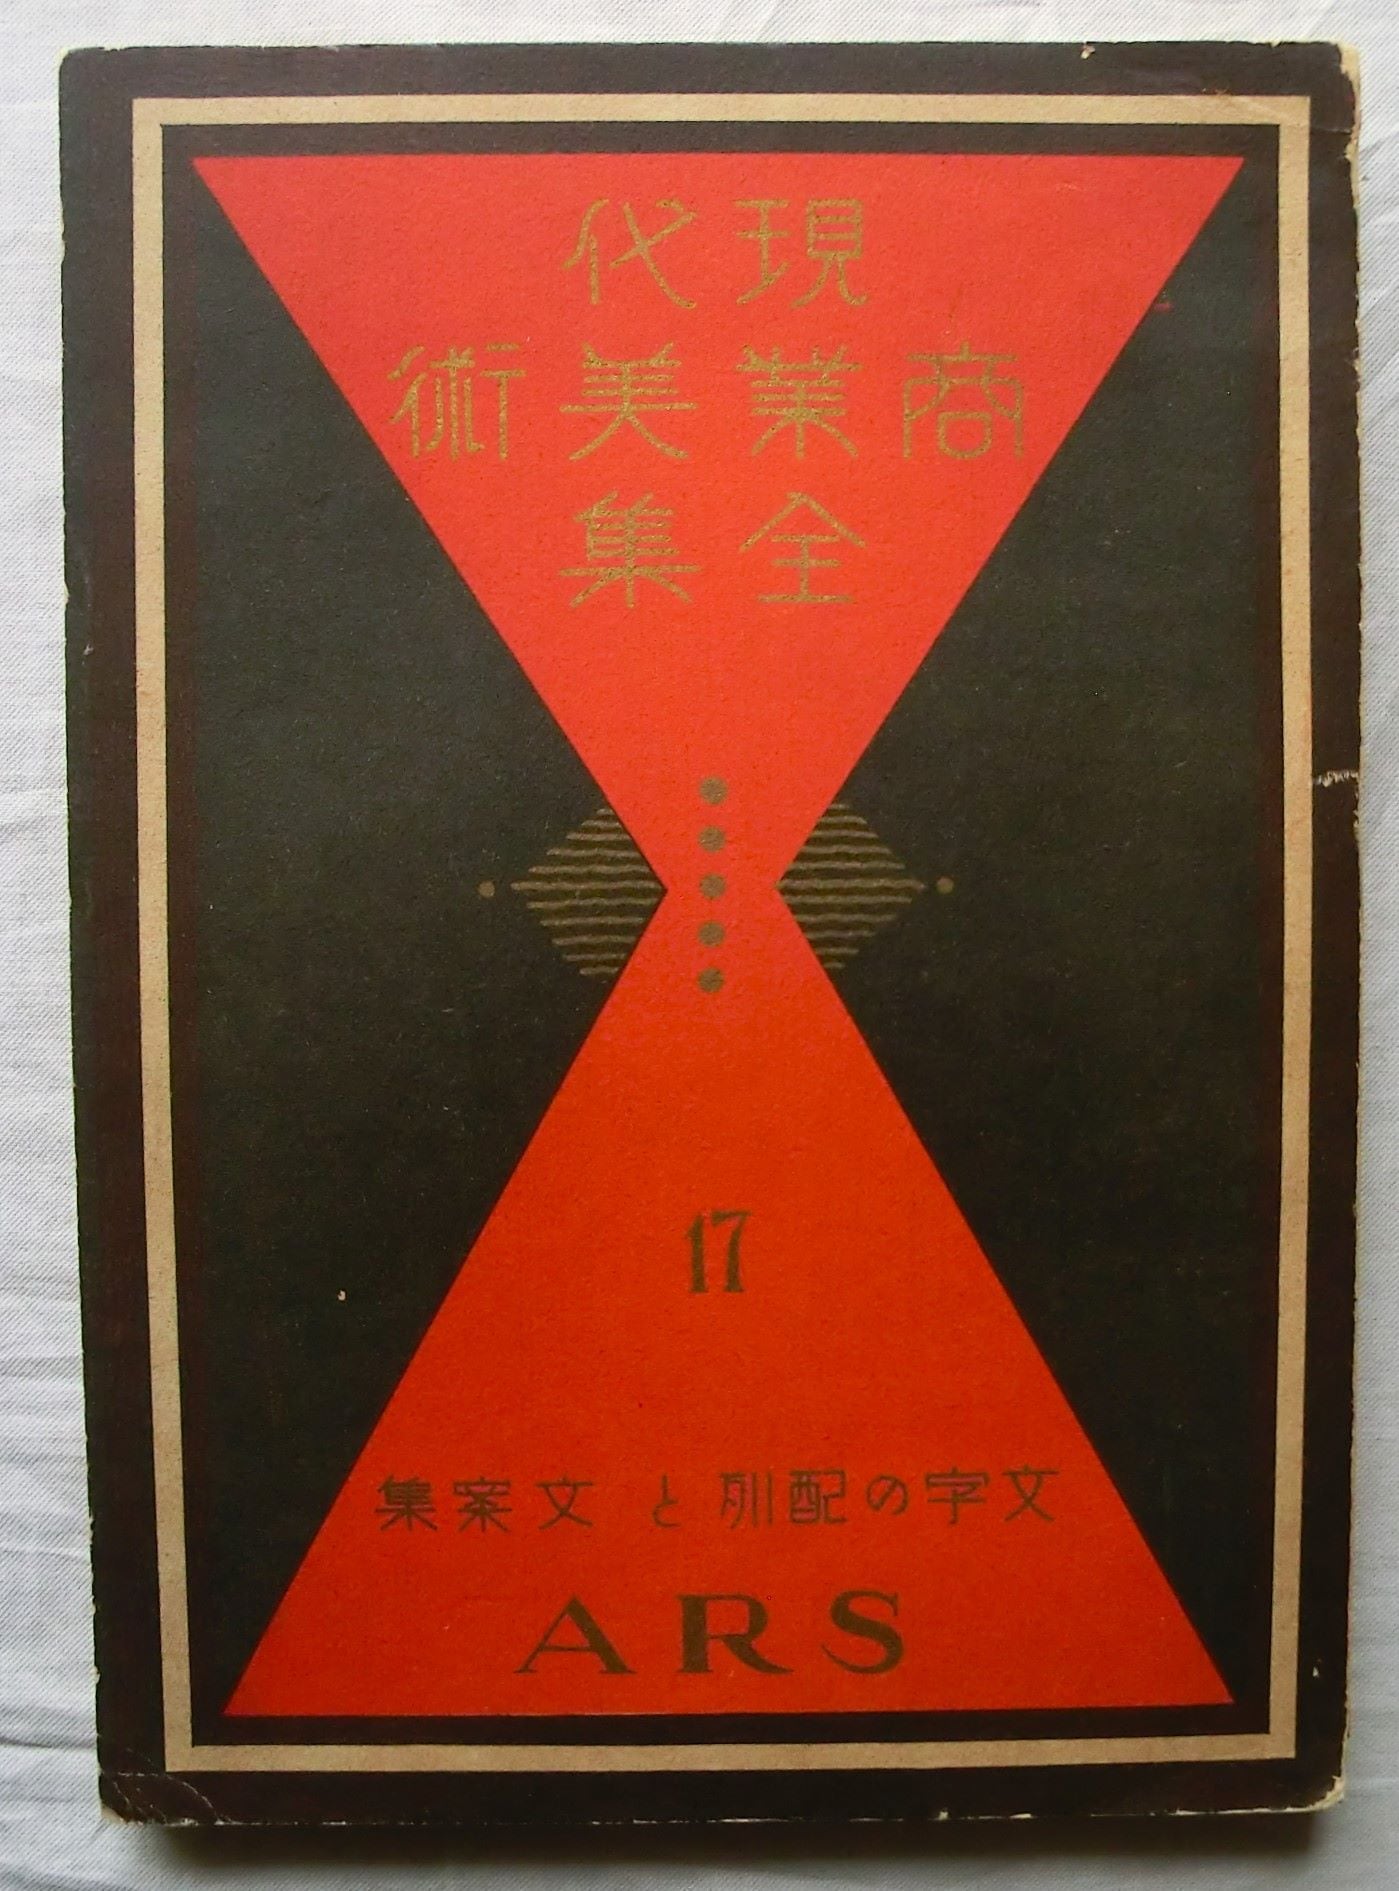 現代
商業美術
全集
17
文字の配列と文案集
ARS